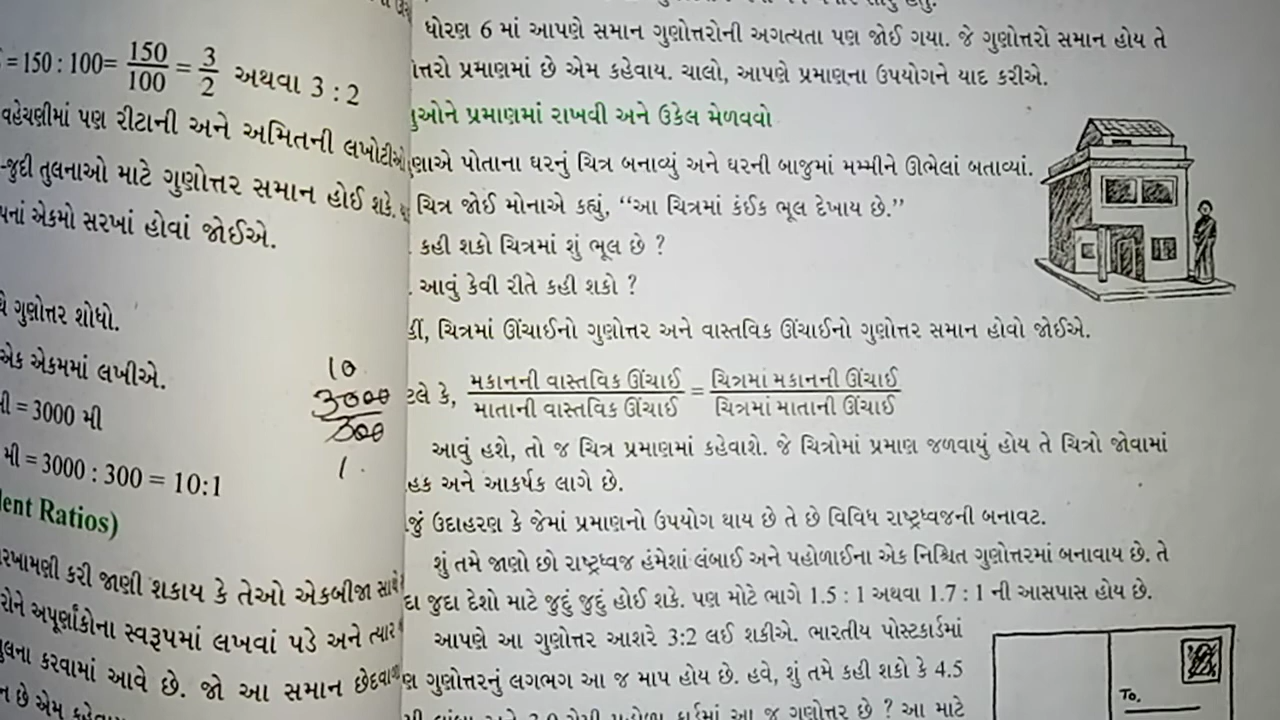 = 150 : 100 = 150/100 = 3/2 અથવા 3 : 2
વહેચણીમાં પણ રીટાની અને અમિતની લખોટીઓ
-જુદી તુલનાઓ માટે ગુણોત્તર સમાન હોઈ શકે.
એકમો સરખાં હોવાં જોઈએ.
ગુણોત્તર શોધો.
એક એકમમાં લખીએ.
= 3000 મી
મી = 3000 : 300 = 10:1
10
3000
300
1
lent Ratios)
કરી જાણી શકાય કે તેઓ એકબીજા
અપૂર્ણાંકોના સ્વરૂપમાં લખવાં પડે અને ત્યાર
કરવામાં આવે છે. જો આ સમાન
છે એમ
ધોરણ 6 માં આપણે સમાન ગુણોત્તરોની અગત્યતા પણ જોઈ ગયા. જે ગુણોત્તરો સમાન હોય તે
પ્રમાણમાં છે એમ કહેવાય. ચાલો, આપણે પ્રમાણના ઉપયોગને યાદ કરીએ.
પ્રમાણમાં રાખવી અને ઉકેલ મેળવવો
પોતાના ઘરનું ચિત્ર બનાવ્યું અને ઘરની બાજુમાં મમ્મીને ઊભેલાં બતાવ્યાં.
ચિત્ર જોઈ મોનાએ કહ્યું, “આ ચિત્રમાં કંઈક ભૂલ દેખાય છે.”
કહી શકો ચિત્રમાં શું ભૂલ છે ?
આવું કેવી રીતે કહી શકો ?
ચિત્રમાં ઊંચાઈનો ગુણોત્તર અને વાસ્તવિક ઊંચાઈનો ગુણોત્તર સમાન હોવો જોઈએ.
કે, મકાનની વાસ્તવિક ઊંચાઈ/માતાની વાસ્તવિક ઊંચાઈ = ચિત્રમાં મકાનની ઊંચાઈ/ચિત્રમાં માતાની ઊંચાઈ
આવું હશે, તો જ ચિત્ર પ્રમાણમાં કહેવાશે. જે ચિત્રોમાં પ્રમાણ જળવાયું હોય તે ચિત્રો જોવામાં
અને આકર્ષક લાગે છે.
ઉદાહરણ કે જેમાં પ્રમાણનો ઉપયોગ થાય છે તે છે વિવિધ રાષ્ટ્રધ્વજની બનાવટ.
શું તમે જાણો છો રાષ્ટ્રધ્વજ હંમેશાં લંબાઈ અને પહોળાઈના એક નિશ્ચિત ગુણોત્તરમાં બનાવાય છે. તે
જુદા દેશો માટે જુદું જુદું હોઈ શકે. પણ મોટે ભાગે 1.5 : 1 અથવા 1.7 : 1 ની આસપાસ હોય છે.
આપણે આ ગુણોત્તર આશરે 3:2 લઈ શકીએ. ભારતીય પોસ્ટકાર્ડમાં
ગુણોત્તરનું લગભગ આ જ માપ હોય છે. હવે, શું તમે કહી શકો કે 4.5
આ જ ગુણોત્તર છે ? આ માટે
To,